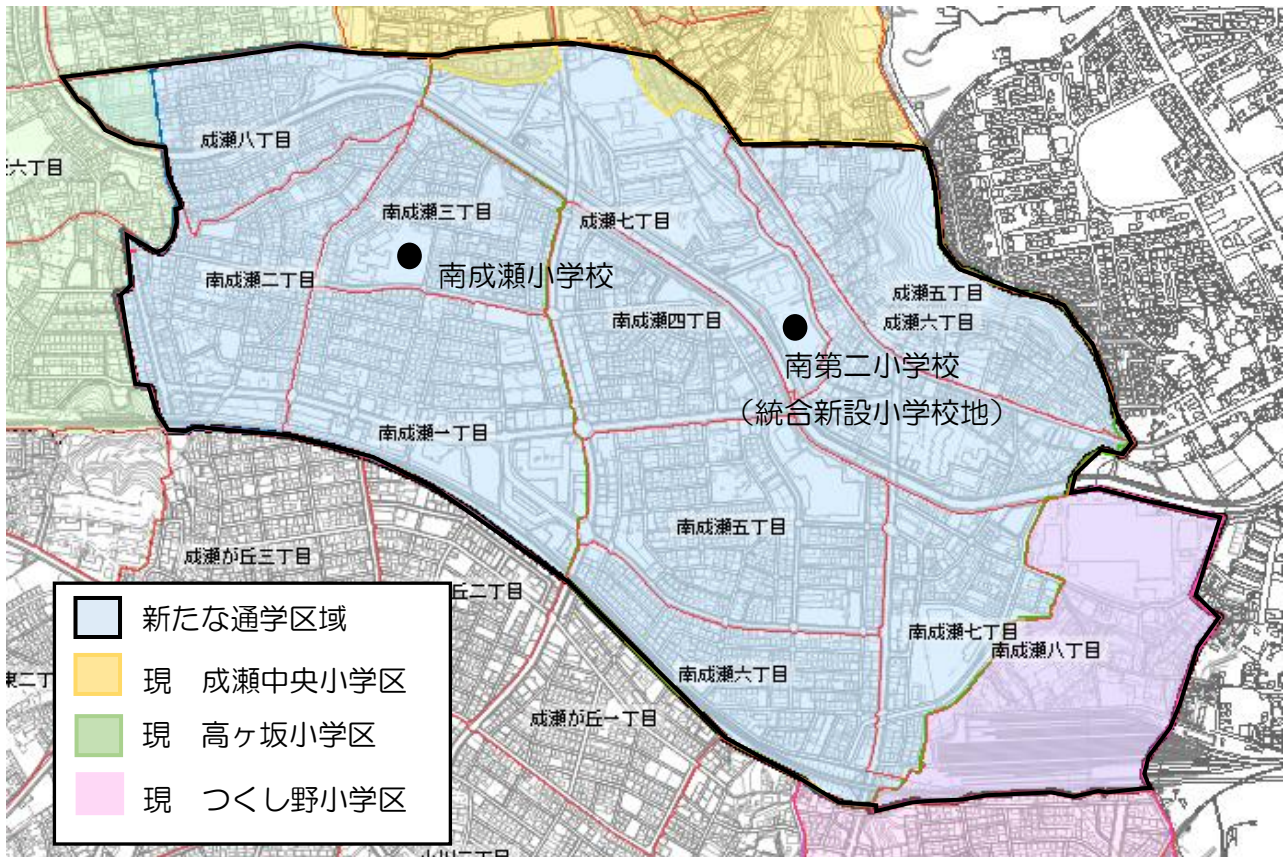 成瀬八丁目
六丁目
南成瀬三丁目
成瀬七丁目
南成瀬二丁目
南成瀬小学校
成瀬五丁目
南成瀬四丁目
成瀬六丁目
南第二小学校
（統合新設小学校地）
南成瀬一丁目
南成瀬五丁目
成瀬が丘三丁目
丘二丁目
南成瀬七丁目
南成瀬八丁目
南成瀬六丁目
成瀬が丘一丁目
新たな通学区域
現　成瀬中央小学区
現　高ヶ坂小学区
現　つくし野小学区
東二丁